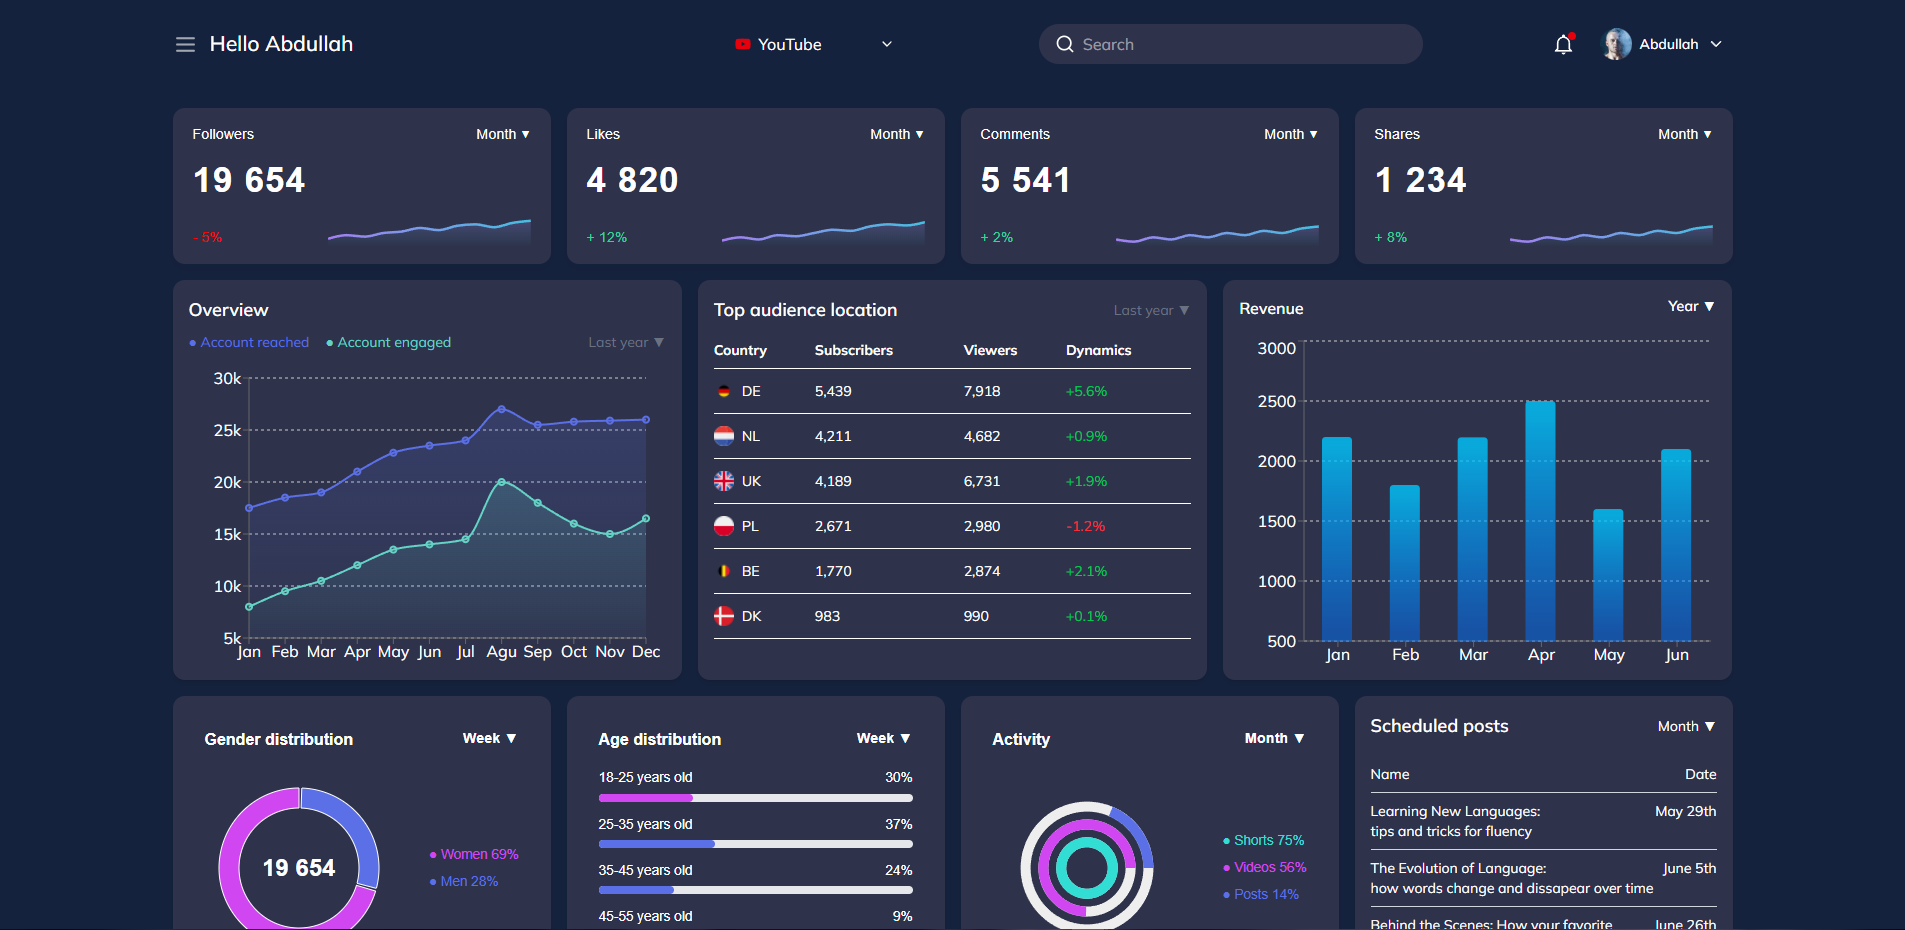 Hello Abdullah
YouTube
Search
Abdullah
Followers
Month ▼
19 654
- 5%
Likes
Month ▼
4 820
+ 12%
Comments
Month ▼
5 541
+ 2%
Shares
Month ▼
1 234
+ 8%
Overview
● Account reached ● Account engaged
Last year ▼
30k
25k
20k
15k
10k
5k
Jan Feb Mar Apr May Jun Jul Agu Sep Oct Nov Dec
Top audience location
Last year ▼
Country Subscribers Viewers Dynamics
DE 5,439 7,918 +5.6%
NL 4,211 4,682 +0.9%
UK 4,189 6,731 +1.9%
PL 2,671 2,980 -1.2%
BE 1,770 2,874 +2.1%
DK 983 990 +0.1%
Revenue
Year ▼
3000
2500
2000
1500
1000
500
Jan Feb Mar Apr May Jun
Gender distribution
Week ▼
19 654
● Women 69%
● Men 28%
Age distribution
Week ▼
18-25 years old 30%
25-35 years old 37%
35-45 years old 24%
45-55 years old 9%
Activity
Month ▼
● Shorts 75%
● Videos 56%
● Posts 14%
Scheduled posts
Month ▼
Name Date
Learning New Languages: May 29th
tips and tricks for fluency
The Evolution of Language: June 5th
how words change and dissapear over time
Behind the Scenes: How your favorite June 26th